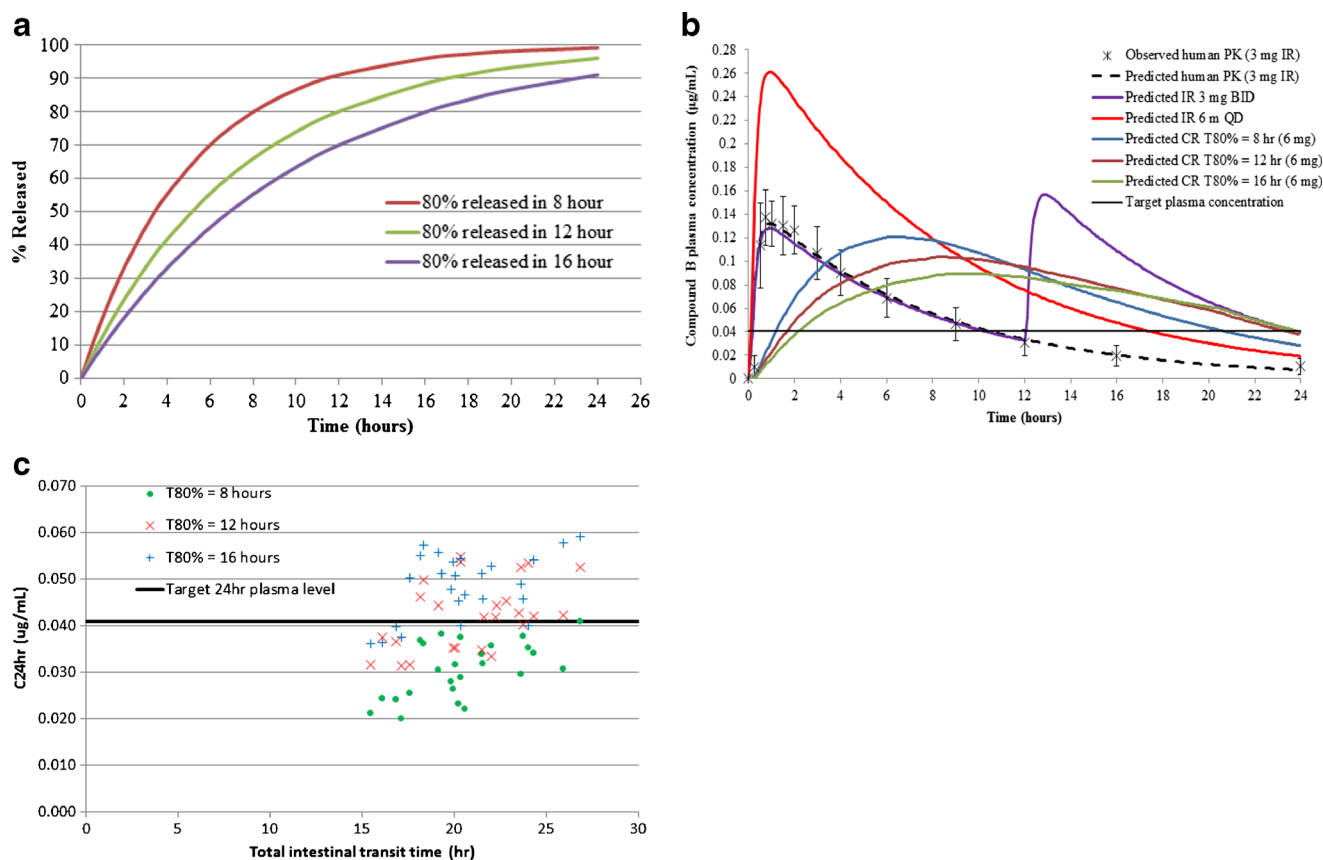 a
% Released
100
90
80
70
60
50
40
30
20
10
0
80% released in 8 hour
80% released in 12 hour
80% released in 16 hour
0 2 4 6 8 10 12 14 16 18 20 22 24 26
Time (hours)
b
Compound B plasma concentration (µg/mL)
0.28
0.26
0.24
0.22
0.20
0.18
0.16
0.14
0.12
0.10
0.08
0.06
0.04
0.02
0
Observed human PK (3 mg IR)
Predicted human PK (3 mg IR)
Predicted IR 3 mg BID
Predicted IR 6 m QD
Predicted CR T80% = 8 hr (6 mg)
Predicted CR T80% = 12 hr (6 mg)
Predicted CR T80% = 16 hr (6 mg)
Target plasma concentration
0 2 4 6 8 10 12 14 16 18 20 22 24
Time (hours)
c
C24hr (ug/mL)
0.070
0.060
0.050
0.040
0.030
0.020
0.010
0.000
T80% = 8 hours
T80% = 12 hours
T80% = 16 hours
Target 24hr plasma level
0 5 10 15 20 25 30
Total intestinal transit time (hr)